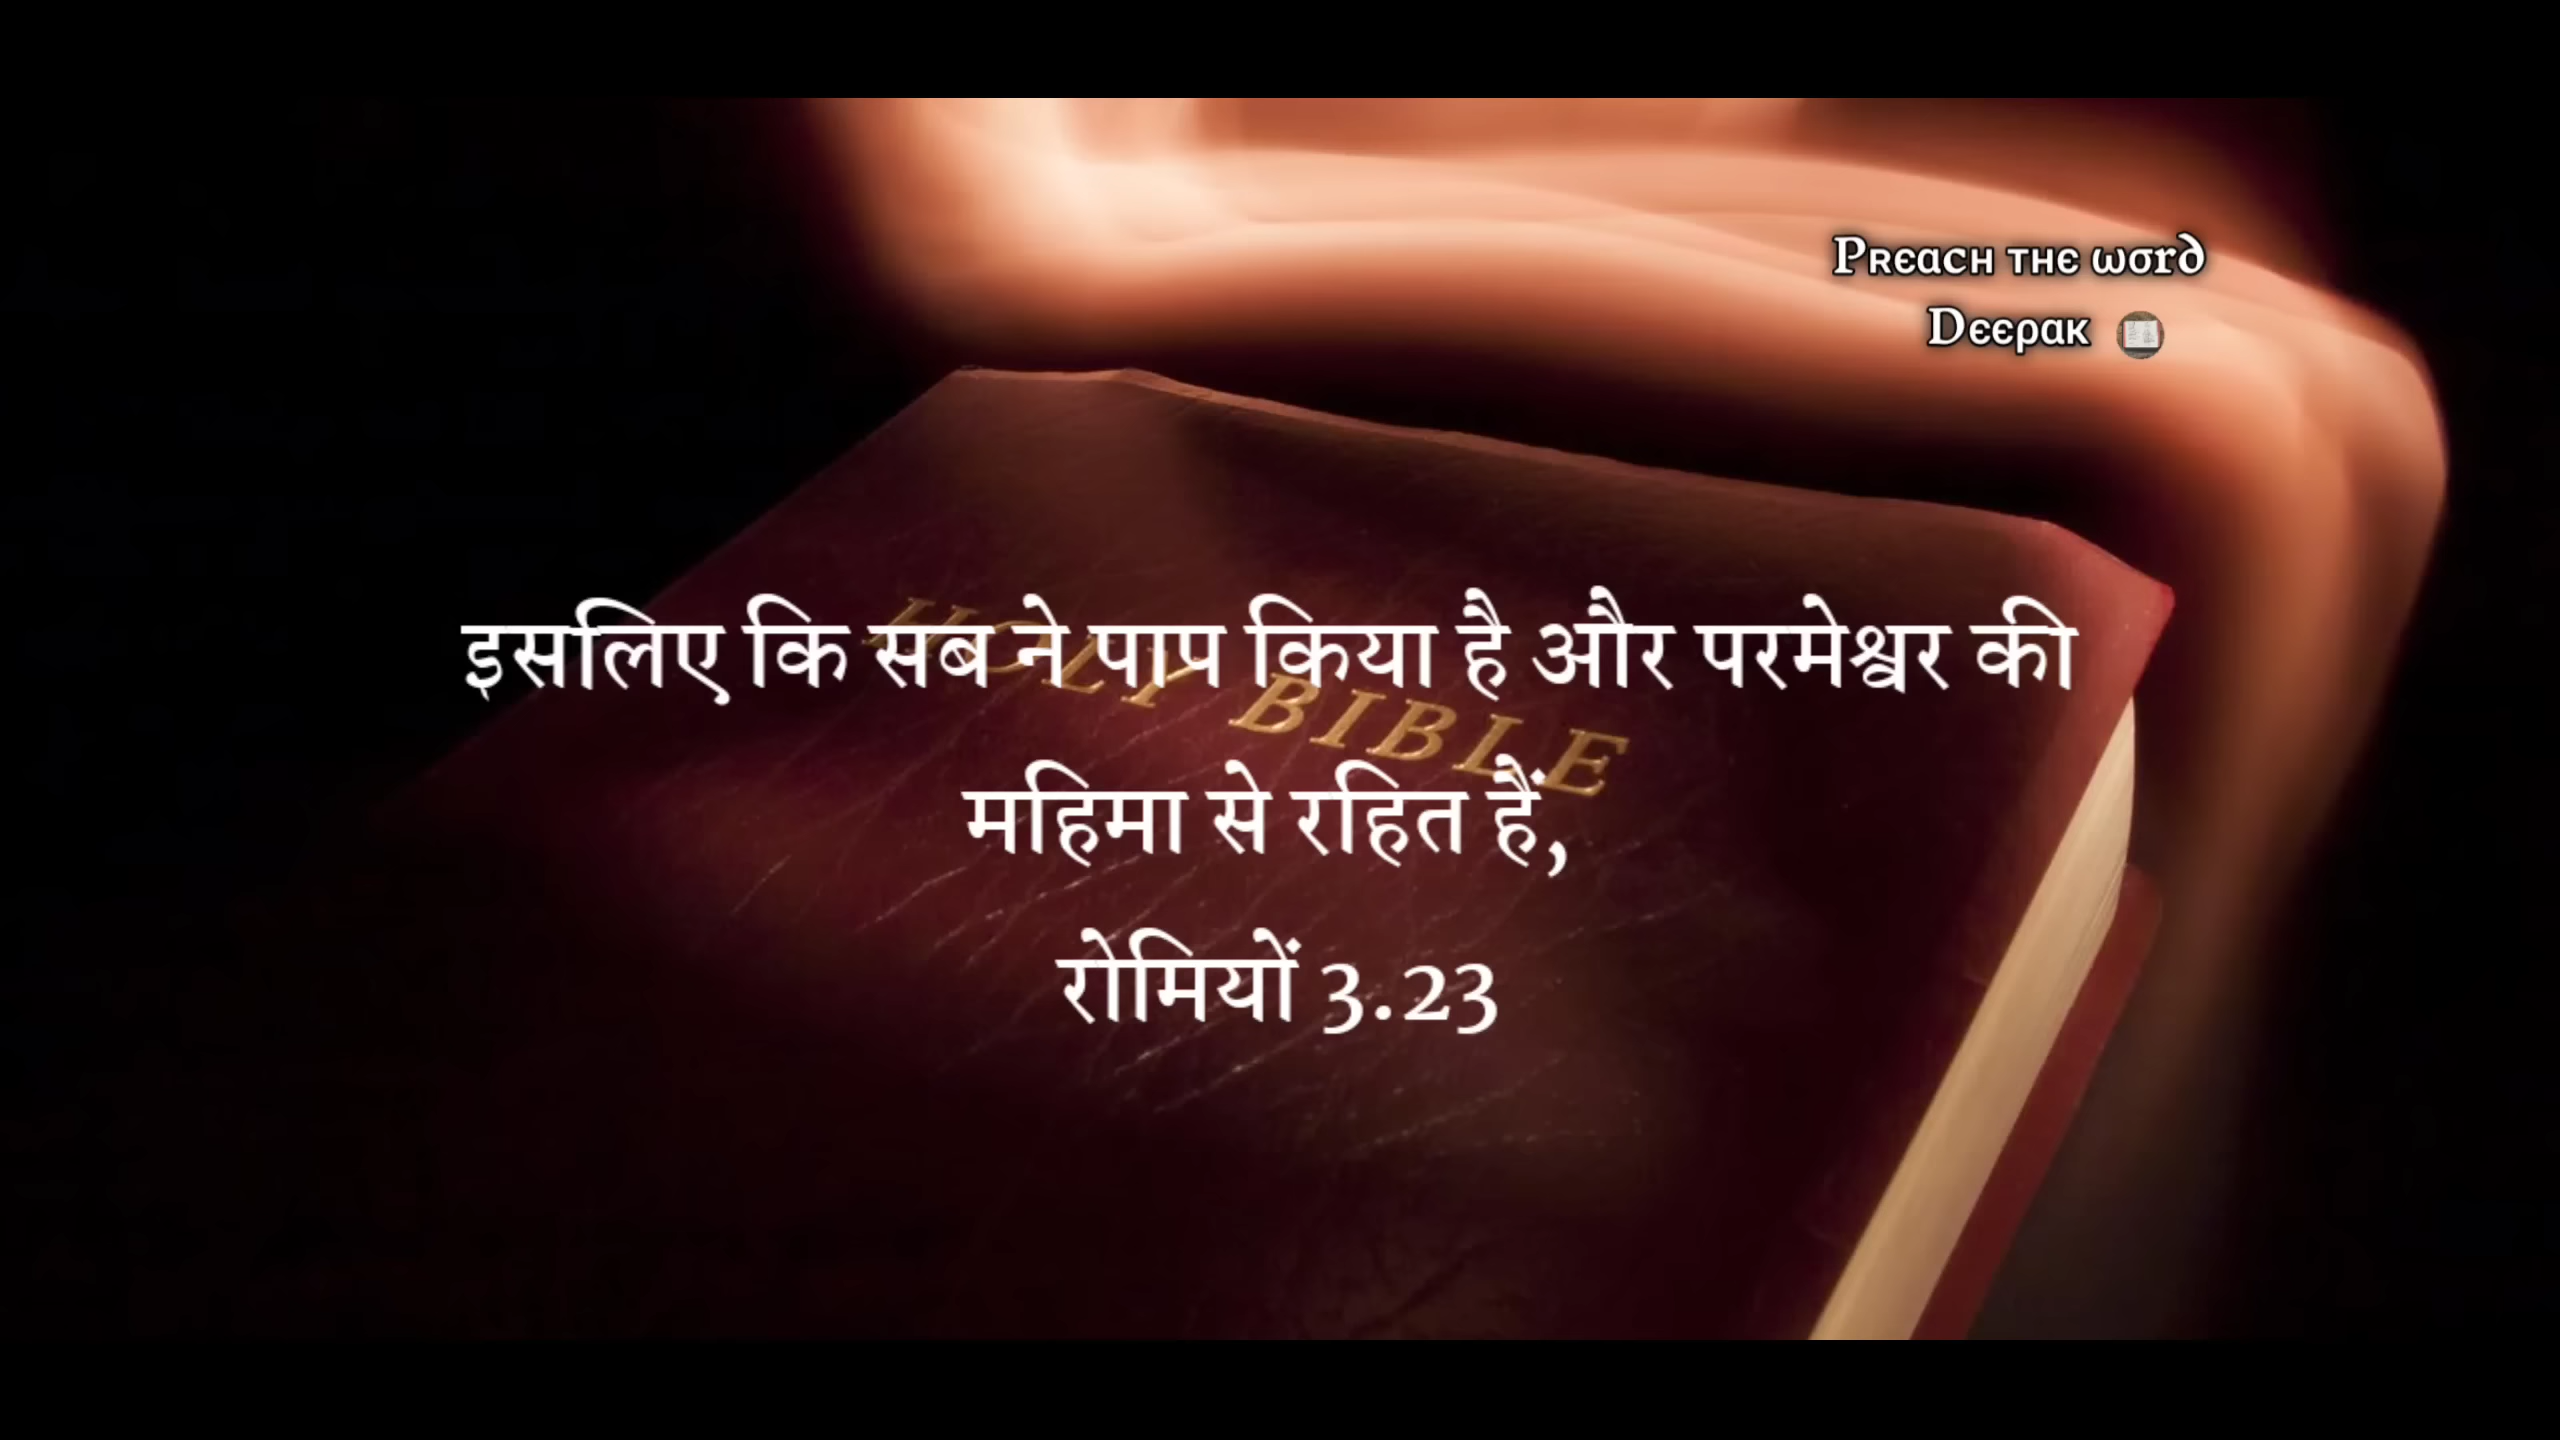 Preach the word
Deepak
HOLY BIBLE
इसलिए कि सब ने पाप किया है और परमेश्वर की
महिमा से रहित हैं,
रोमियों 3.23